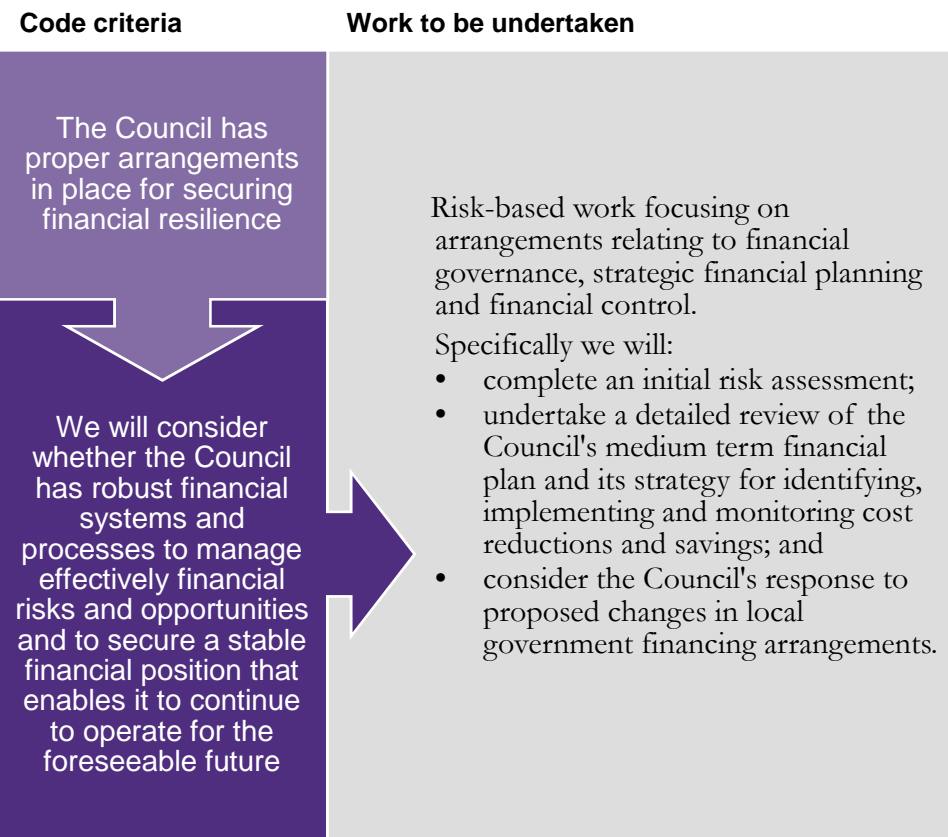 Code criteria
Work to be undertaken
The Council has
proper arrangements
in place for securing
financial resilience
We will consider
whether the Council
has robust financial
systems and
processes to manage
effectively financial
risks and opportunities
and to secure a stable
financial position that
enables it to continue
to operate for the
foreseeable future
Risk-based work focusing on
arrangements relating to financial
governance, strategic financial planning
and financial control.
Specifically we will:
• complete an initial risk assessment;
• undertake a detailed review of the
Council's medium term financial
plan and its strategy for identifying,
implementing and monitoring cost
reductions and savings; and
• consider the Council's response to
proposed changes in local
government financing arrangements.